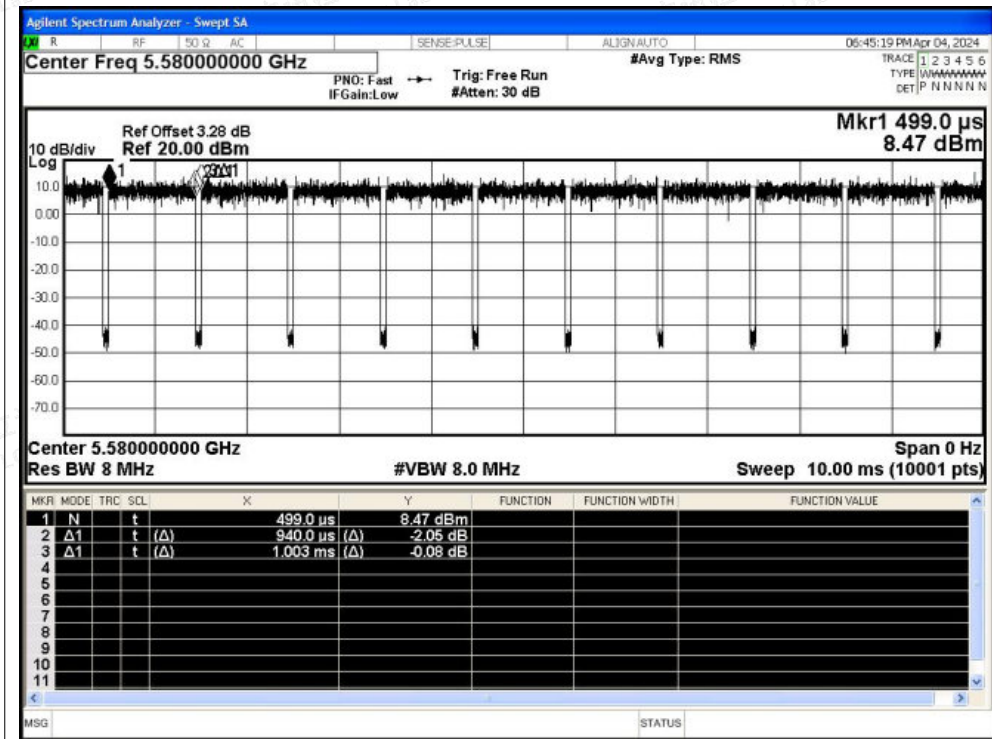 Agilent Spectrum Analyzer - Swept SA
LXI R RF 50 Ω AC SENSE:PULSE ALIGNAUTO 06:45:19 PM Apr 04, 2024
Center Freq 5.580000000 GHz
PNO: Fast
IFGain:Low
Trig: Free Run
#Atten: 30 dB
#Avg Type: RMS
TRACE 1 2 3 4 5 6
TYPE WWWWWW
DET P N N N N N
Mkr1 499.0 µs
8.47 dBm
Ref Offset 3.28 dB
10 dB/div Ref 20.00 dBm
Log
1
10.0
0.00
-10.0
-20.0
-30.0
-40.0
-50.0
-60.0
-70.0
Center 5.580000000 GHz Span 0 Hz
Res BW 8 MHz #VBW 8.0 MHz Sweep 10.00 ms (10001 pts)
MKR MODE TRC SCL X Y FUNCTION FUNCTION WIDTH FUNCTION VALUE
1 N t 499.0 µs 8.47 dBm
2 Δ1 t (Δ) 940.0 µs (Δ) -2.05 dB
3 Δ1 t (Δ) 1.003 ms (Δ) -0.08 dB
4
5
6
7
8
9
10
11
MSG STATUS